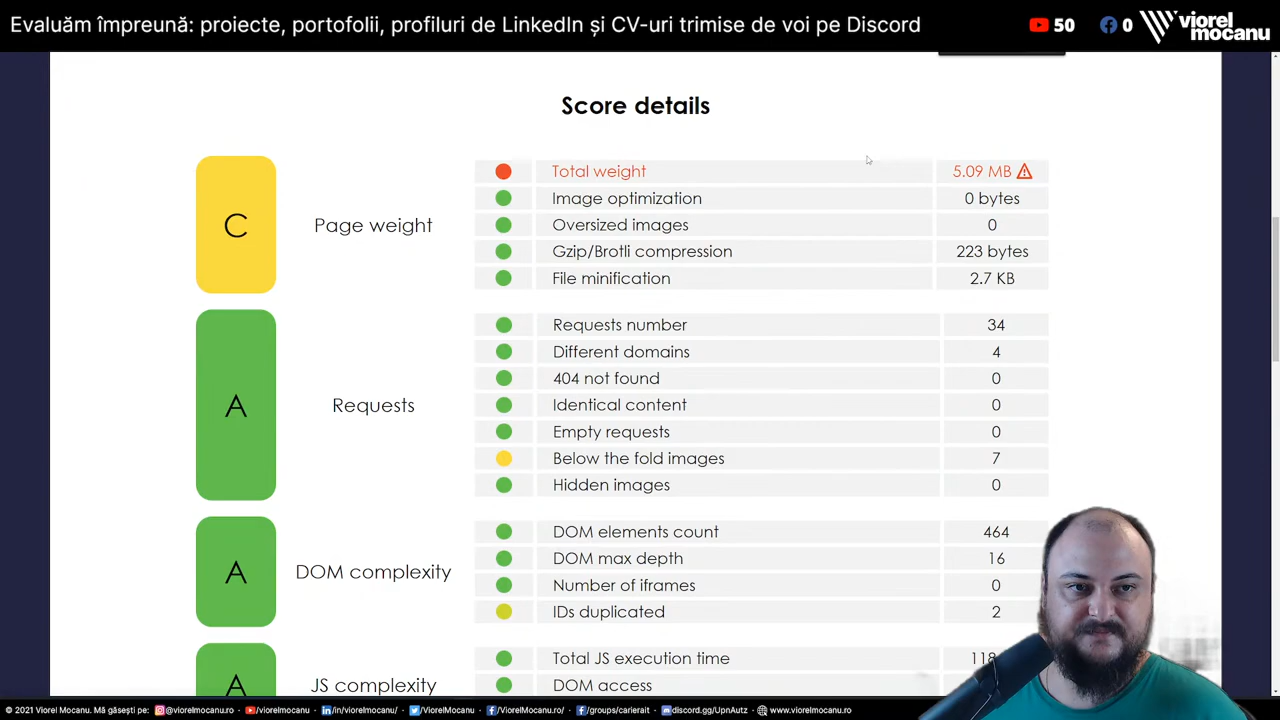 Evaluăm împreună: proiecte, portofolii, profiluri de LinkedIn și CV-uri trimise de voi pe Discord
50
0
viorel
mocanu
Score details
C
Page weight
Total weight 5.09 MB
Image optimization 0 bytes
Oversized images 0
Gzip/Brotli compression 223 bytes
File minification 2.7 KB
A
Requests
Requests number 34
Different domains 4
404 not found 0
Identical content 0
Empty requests 0
Below the fold images 7
Hidden images 0
A
DOM complexity
DOM elements count 464
DOM max depth 16
Number of iframes 0
IDs duplicated 2
A
JS complexity
Total JS execution time
DOM access
© 2021 Viorel Mocanu. Mă găsești pe: @viorelmocanu.ro /viorelmocanu /in/viorelmocanu/ /ViorelMocanu /ViorelMocanu.ro/ /groups/carierait discord.gg/UpnAutz www.viorelmocanu.ro